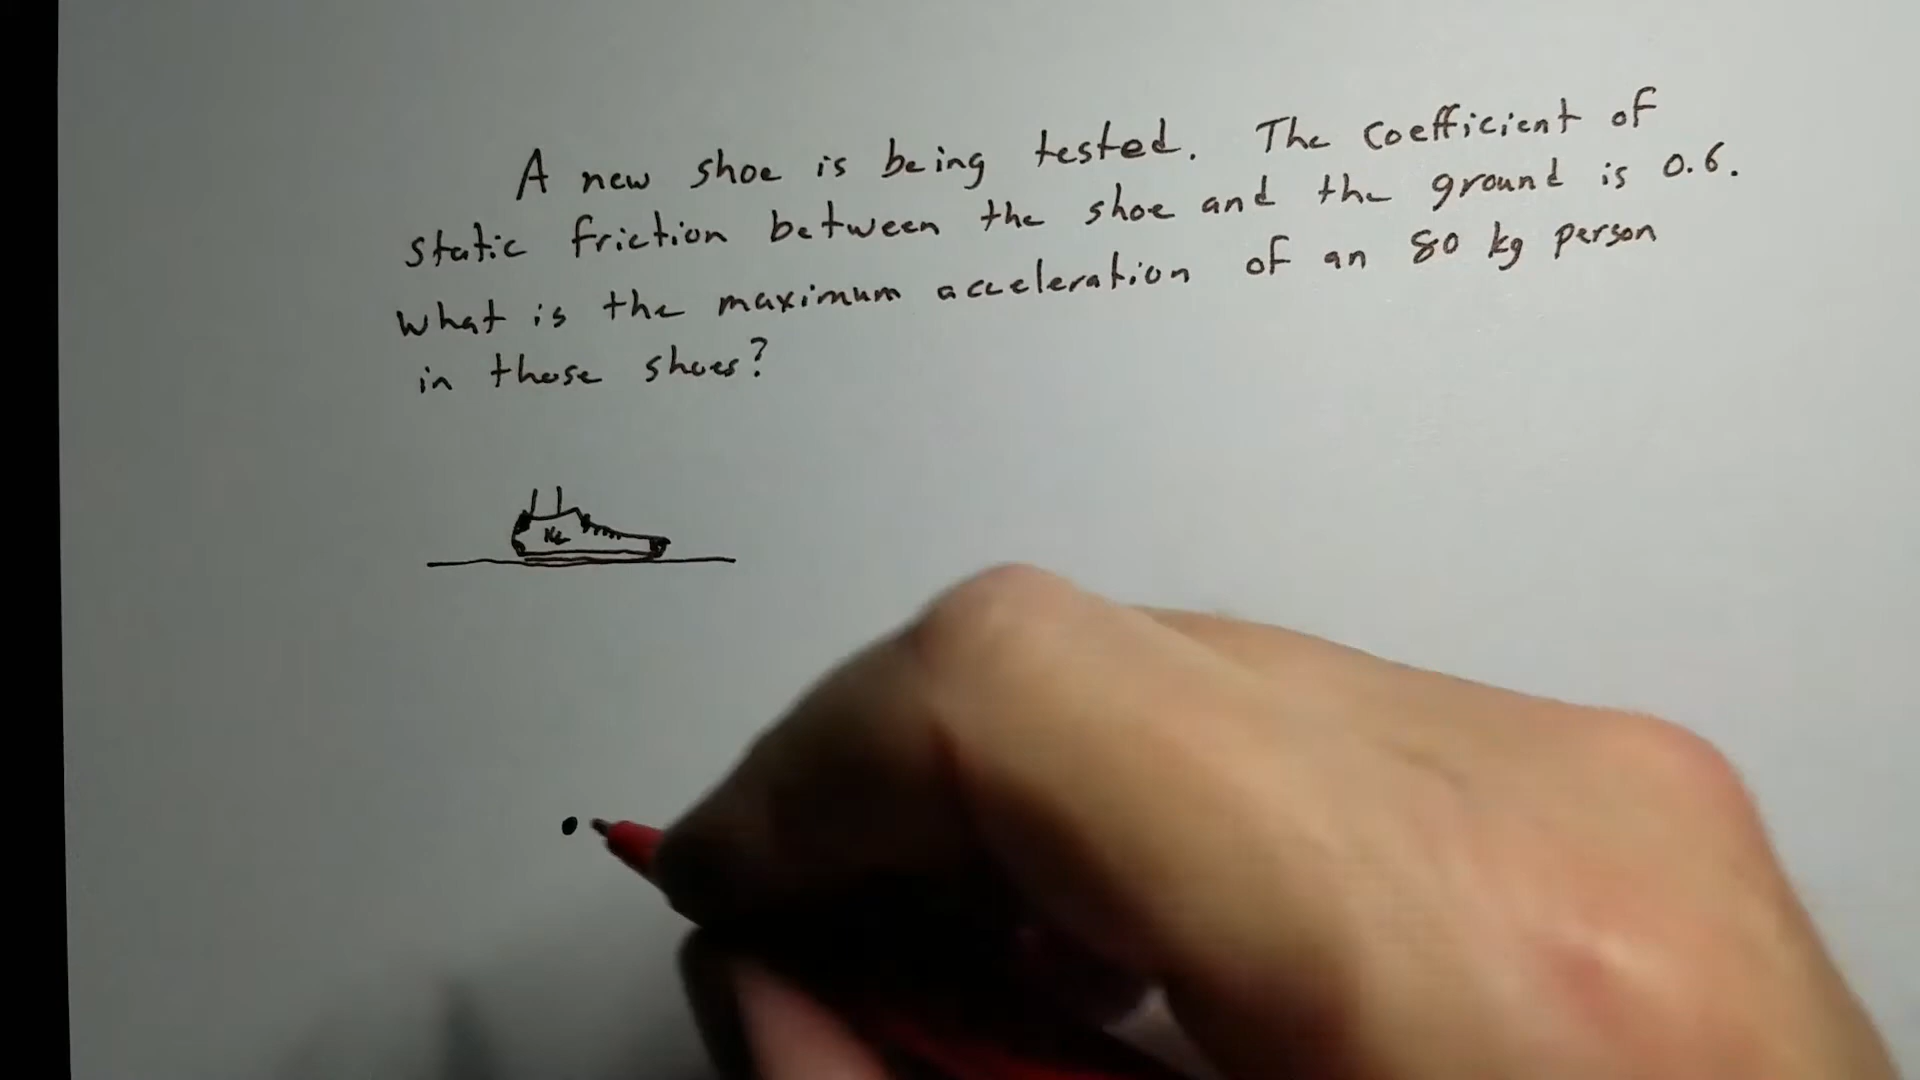 A new shoe is being tested. The coefficient of
static friction between the shoe and the ground is 0.6.
What is the maximum acceleration of an 80 kg person
in those shoes?